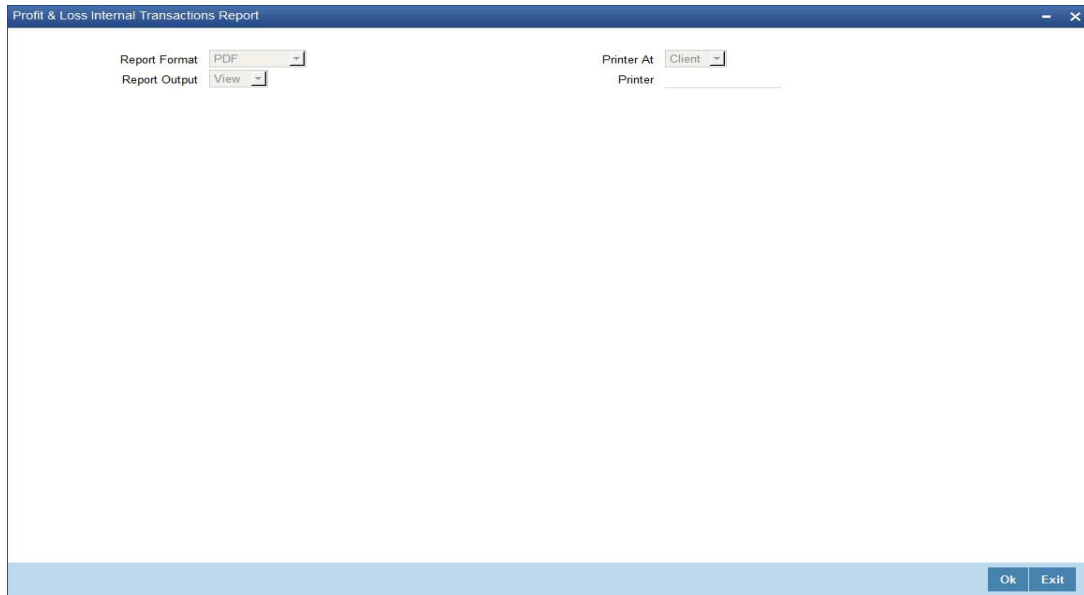 Profit & Loss Internal Transactions Report
Report Format PDF Printer At Client
Report Output View Printer
Ok Exit